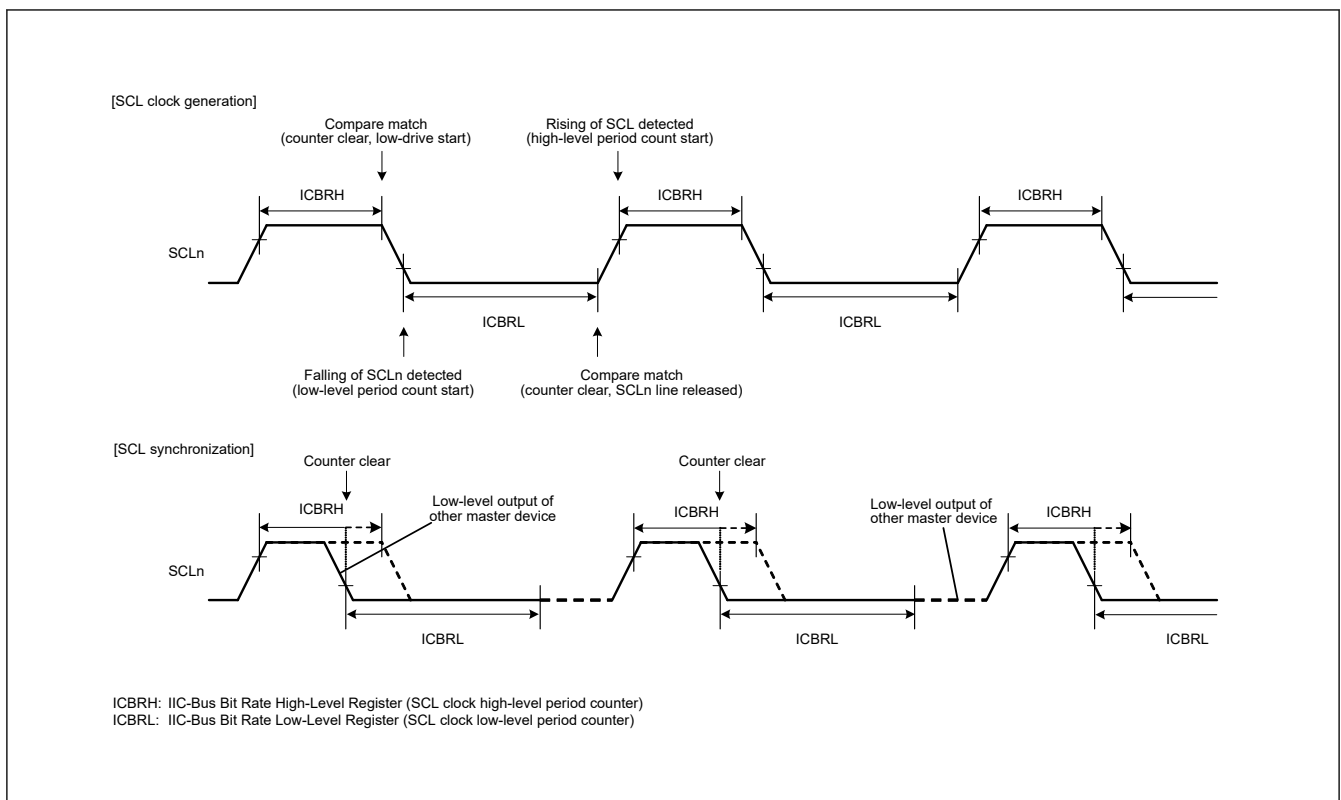 [SCL clock generation]
Compare match
(counter clear, low-drive start)
Rising of SCL detected
(high-level period count start)
ICBRH
ICBRH
ICBRH
SCLn
ICBRL
ICBRL
Falling of SCLn detected
(low-level period count start)
Compare match
(counter clear, SCLn line released)
[SCL synchronization]
Counter clear
Counter clear
ICBRH
Low-level output of
other master device
ICBRH
Low-level output of
other master device
ICBRH
SCLn
ICBRL
ICBRL
ICBRL
ICBRH: IIC-Bus Bit Rate High-Level Register (SCL clock high-level period counter)
ICBRL: IIC-Bus Bit Rate Low-Level Register (SCL clock low-level period counter)